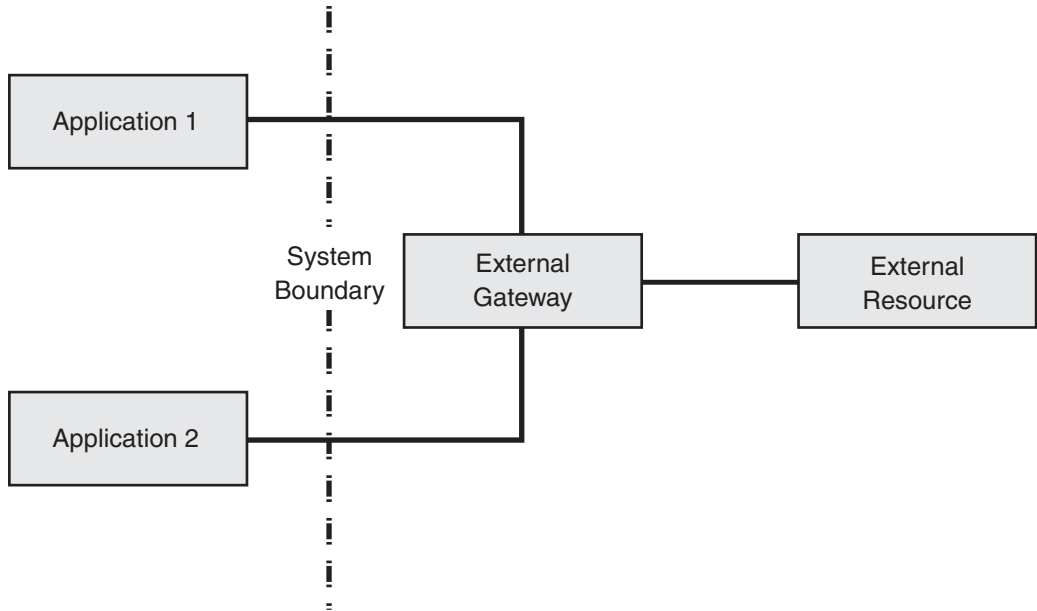 Application 1
System
Boundary
External
Gateway
External
Resource
Application 2